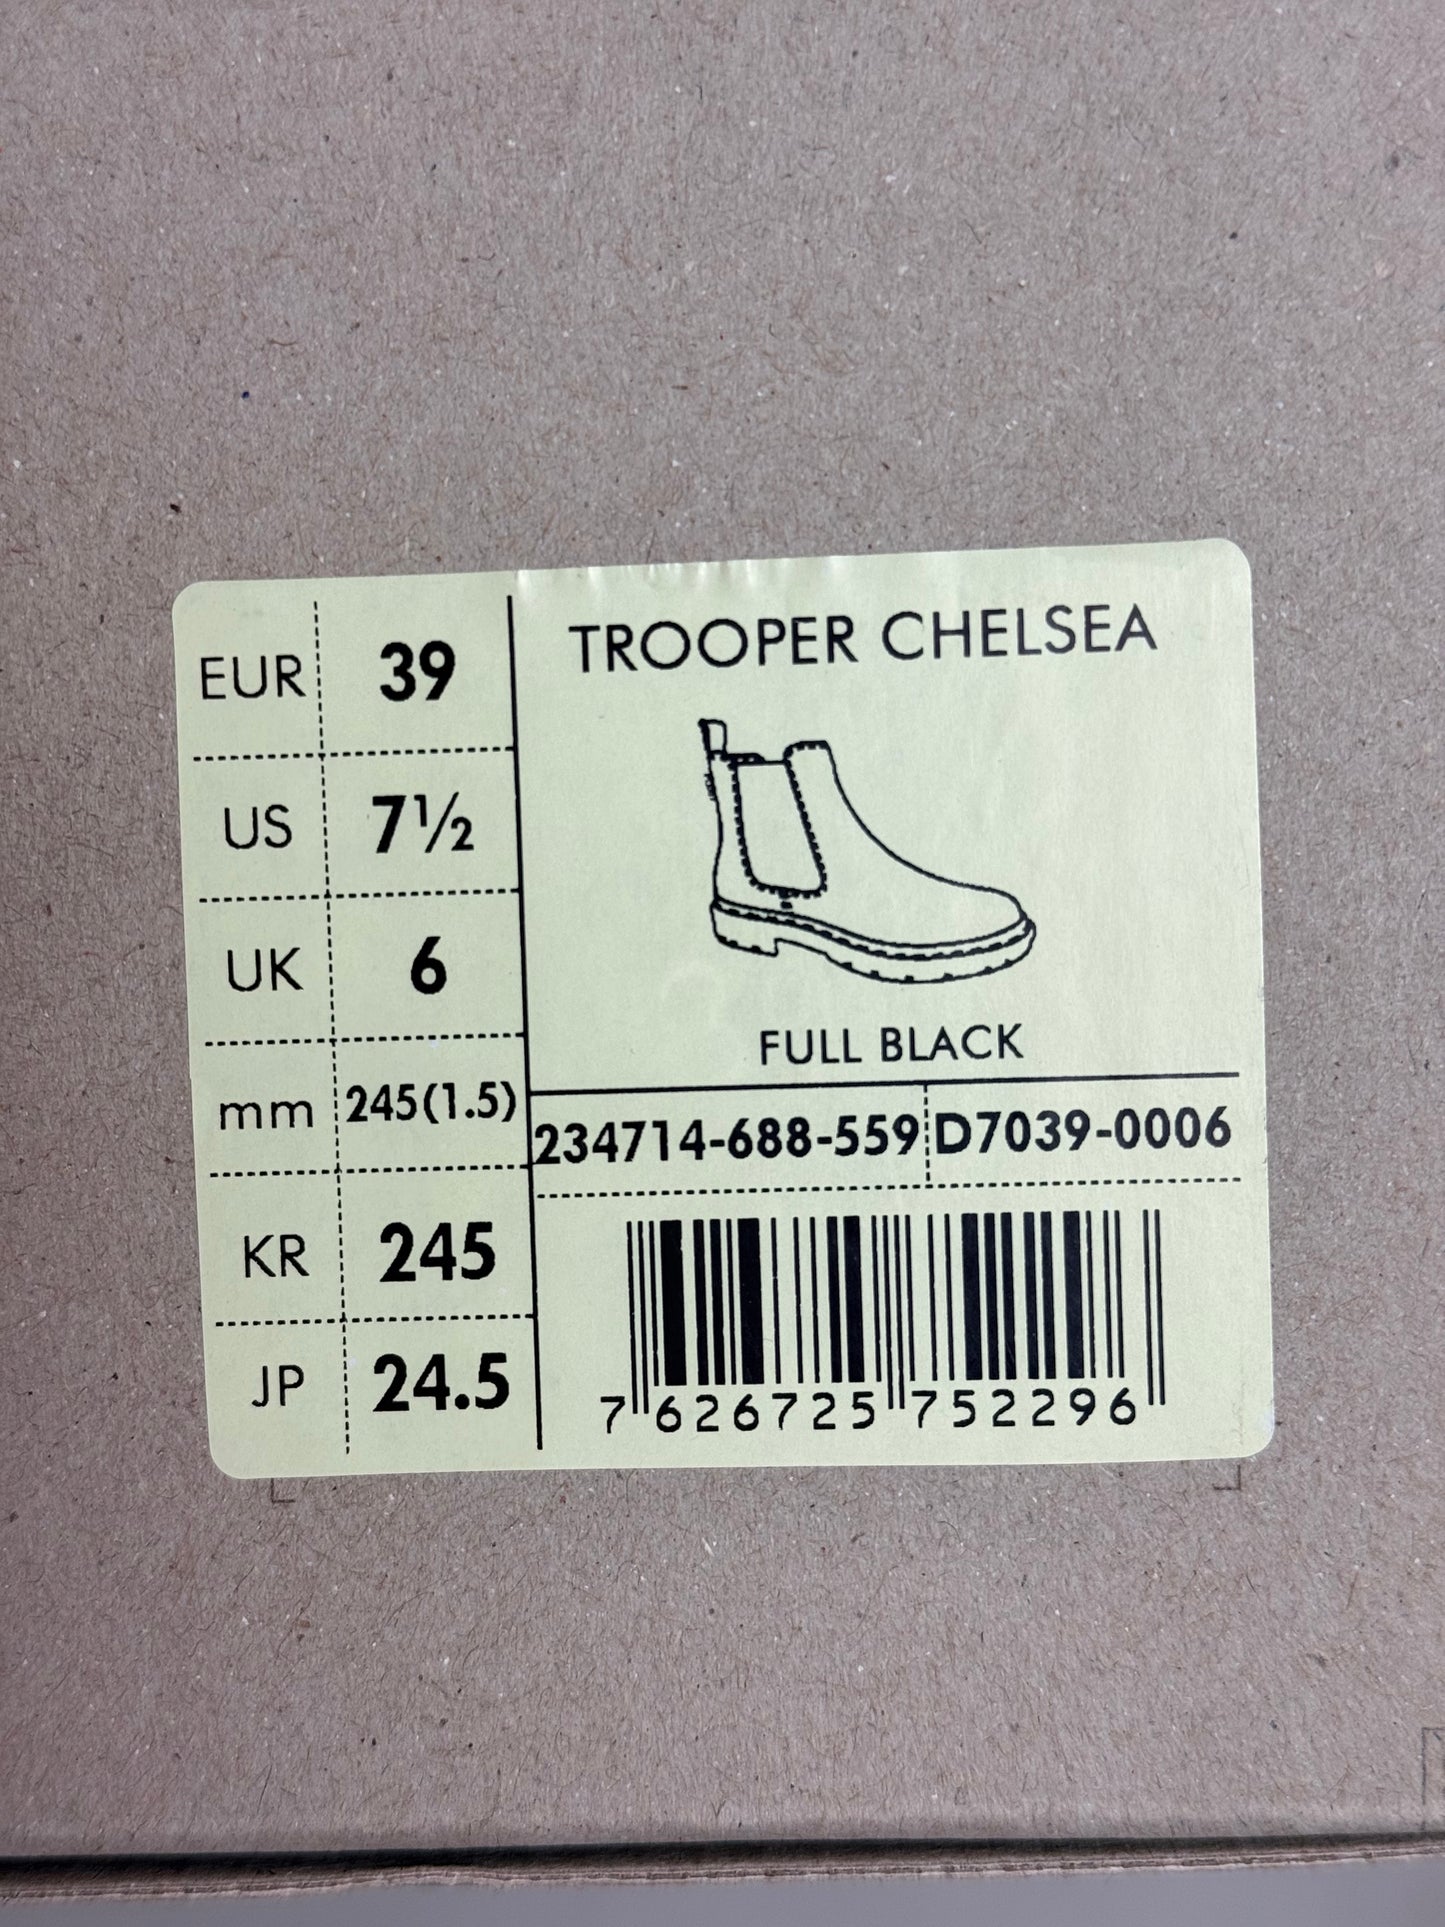 EUR 39
US 7½
UK 6
mm 245(1.5)
KR 245
JP 24.5
TROOPER CHELSEA
FULL BLACK
234714-688-559 D7039-0006
7 626725 752296